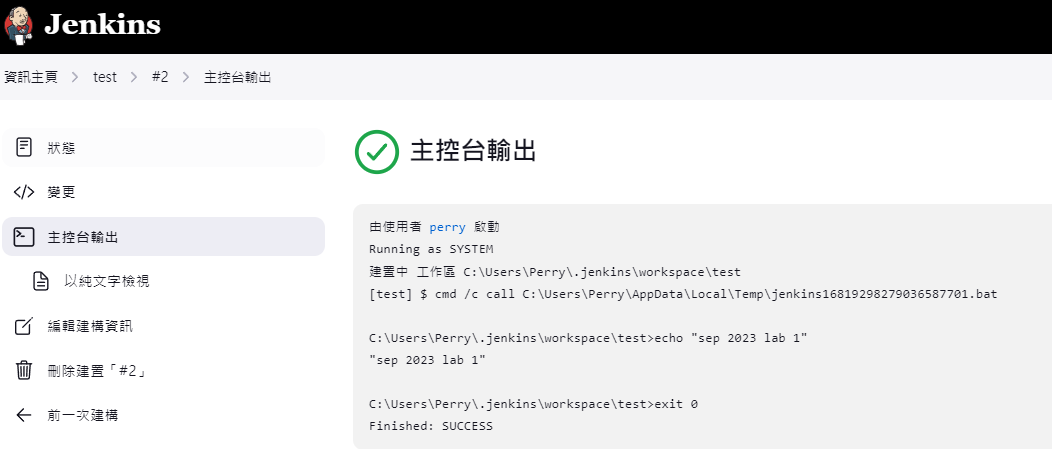 Jenkins
資訊主頁 > test > #2 > 主控台輸出
狀態
變更
主控台輸出
以純文字檢視
編輯建構資訊
刪除建置「#2」
前一次建構
主控台輸出
由使用者 perry 啟動
Running as SYSTEM
建置中 工作區 C:\Users\Perry\.jenkins\workspace\test
[test] $ cmd /c call C:\Users\Perry\AppData\Local\Temp\jenkins16819298279036587701.bat
C:\Users\Perry\.jenkins\workspace\test>echo "sep 2023 lab 1"
"sep 2023 lab 1"
C:\Users\Perry\.jenkins\workspace\test>exit 0
Finished: SUCCESS